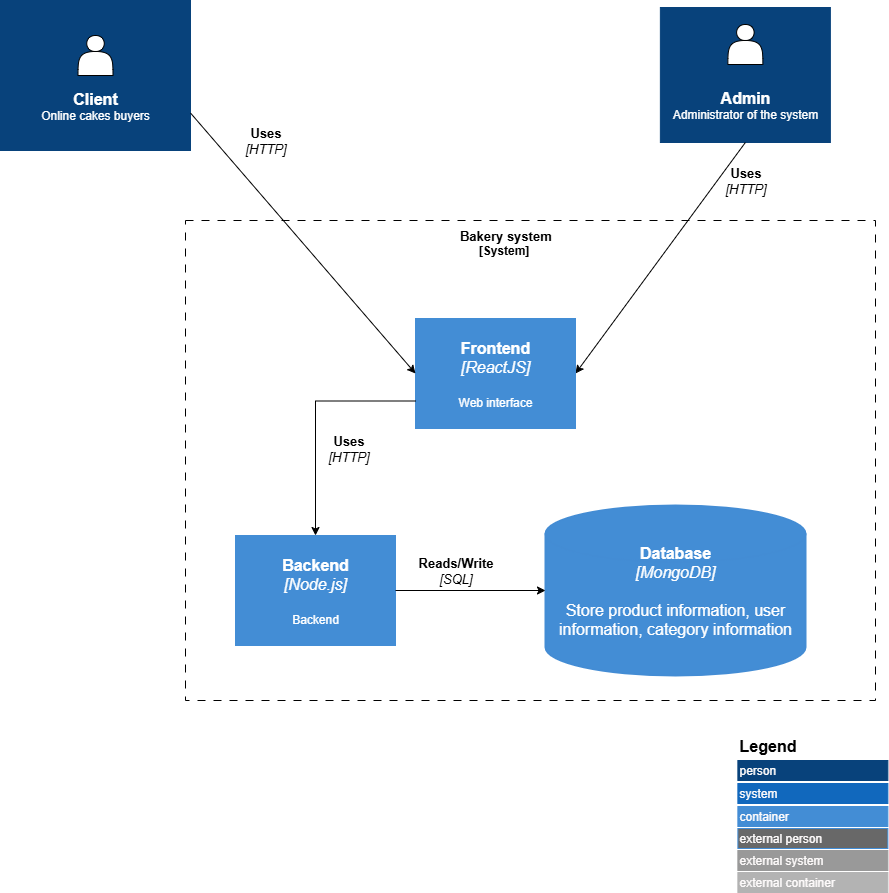 Client
Online cakes buyers
Admin
Administrator of the system
Uses
[HTTP]
Uses
[HTTP]
Bakery system
[System]
Frontend
[ReactJS]
Web interface
Uses
[HTTP]
Backend
[Node.js]
Backend
Reads/Write
[SQL]
Database
[MongoDB]
Store product information, user
information, category information
Legend
person
system
container
external person
external system
external container